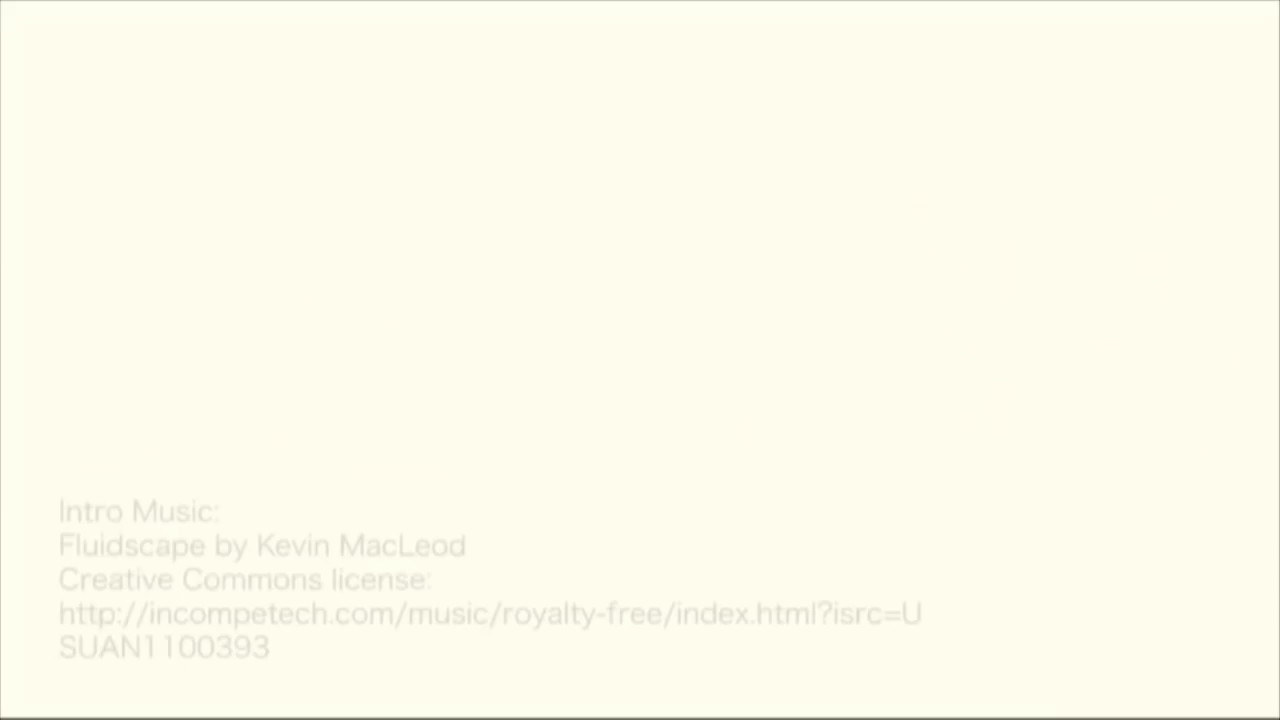 Intro Music:
Fluidscape by Kevin MacLeod
Creative Commons license:
http://incompetech.com/music/royalty-free/index.html?isrc=U
SUAN1100393